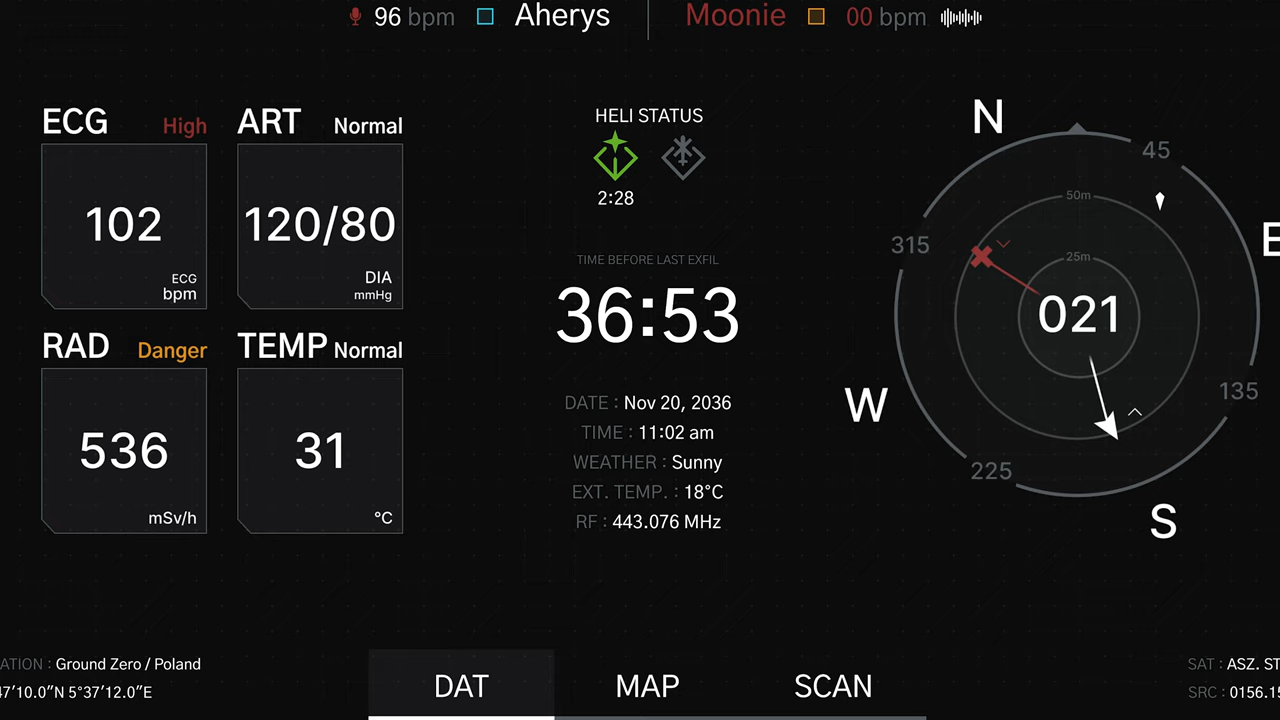 96 bpm Aherys Moonie 00 bpm
ECG High
102
ECG
bpm
ART Normal
120/80
DIA
mmHg
RAD Danger
536
mSv/h
TEMP Normal
31
°C
HELI STATUS
2:28
TIME BEFORE LAST EXFIL
36:53
DATE : Nov 20, 2036
TIME : 11:02 am
WEATHER : Sunny
EXT. TEMP. : 18°C
RF : 443.076 MHz
N
45
50m
E
315
25m
021
135
W
225
S
ATION : Ground Zero / Poland
47'10.0"N 5°37'12.0"E
DAT MAP SCAN
SAT : ASZ. ST
SRC : 0156.15